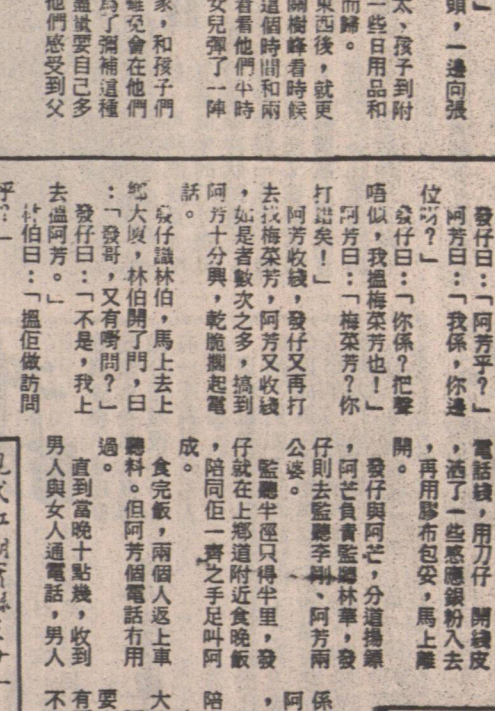 」
頭,一邊向張
太、孩子到附
一些日用品和
而歸。
東西後,就更
關樹峰看時候
這個時間和兩
看看他們半時
女兒彈了一陣
家,和孩子們
難免會在他們
為了彌補這種
盡量要自己多
他們感受到父
發仔曰:「阿芳乎?」
阿芳曰:「我係,你邊
位呀?」
發仔曰:「你係?把聲
唔似,我搵梅菜芳也!」
阿芳曰:「梅菜芳?你
打錯矣!」
阿芳收綫,發仔又再打
去找梅菜芳,阿芳又收綫
,如是者數次之多,搞到
阿芳十分興,乾脆擱起電
話。
發仔識林伯,馬上去上
鄉大廈,林伯開了門,曰
:「發哥,又有嘢問?」
發仔曰:「不是,我上
去搵阿芳。」
林伯曰:「搵佢做訪問
乎?」
電話綫,用刀仔 開綫皮
,洒了一些感應銀粉入去
,再用膠布包妥,馬上離
開。
發仔與阿芒,分道揚鑣
,阿芒負責監聽林華,發
仔則去監聽李剛、阿芳兩
公婆。
監聽半徑只得半里,發
仔就在上鄉道附近食晚飯
,陪同佢一齊之手足叫阿
成。
食完飯,兩個人返上車
聽料。但阿芳個電話冇用
過。
直到當晚十點幾,收到
男人與女人通電話,男人
係
阿
,
陪
大
要
有
不